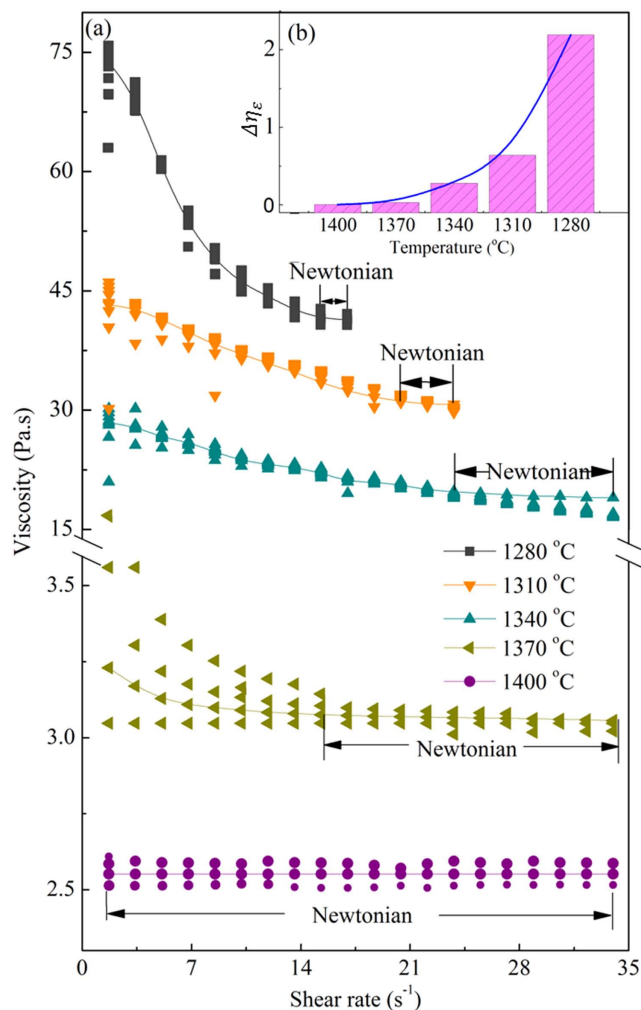 (a)
(b)
75
60
45
30
15
3.5
3.0
2.5
Viscosity (Pa.s)
2
1
0
Δη_ε
1400 1370 1340 1310 1280
Temperature (°C)
Newtonian
Newtonian
Newtonian
1280 °C
1310 °C
1340 °C
1370 °C
1400 °C
Newtonian
Newtonian
0 7 14 21 28 35
Shear rate (s⁻¹)